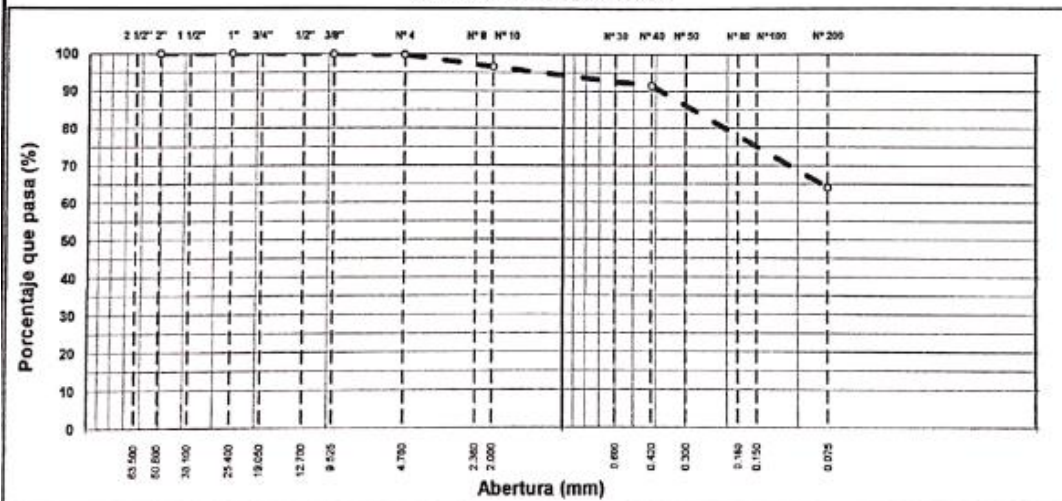 2 1/2" 2" 1 1/2" 1" 3/4" 1/2" 3/8" Nº 4 Nº 8 Nº 10 Nº 30 Nº 40 Nº 50 Nº 80 Nº100 Nº 200
100
90
80
70
60
50
40
30
20
10
0
Porcentaje que pasa (%)
63.500 50.800 38.100 25.400 19.050 12.700 9.525 4.760 2.360 2.000 0.600 0.420 0.300 0.180 0.150 0.075
Abertura (mm)